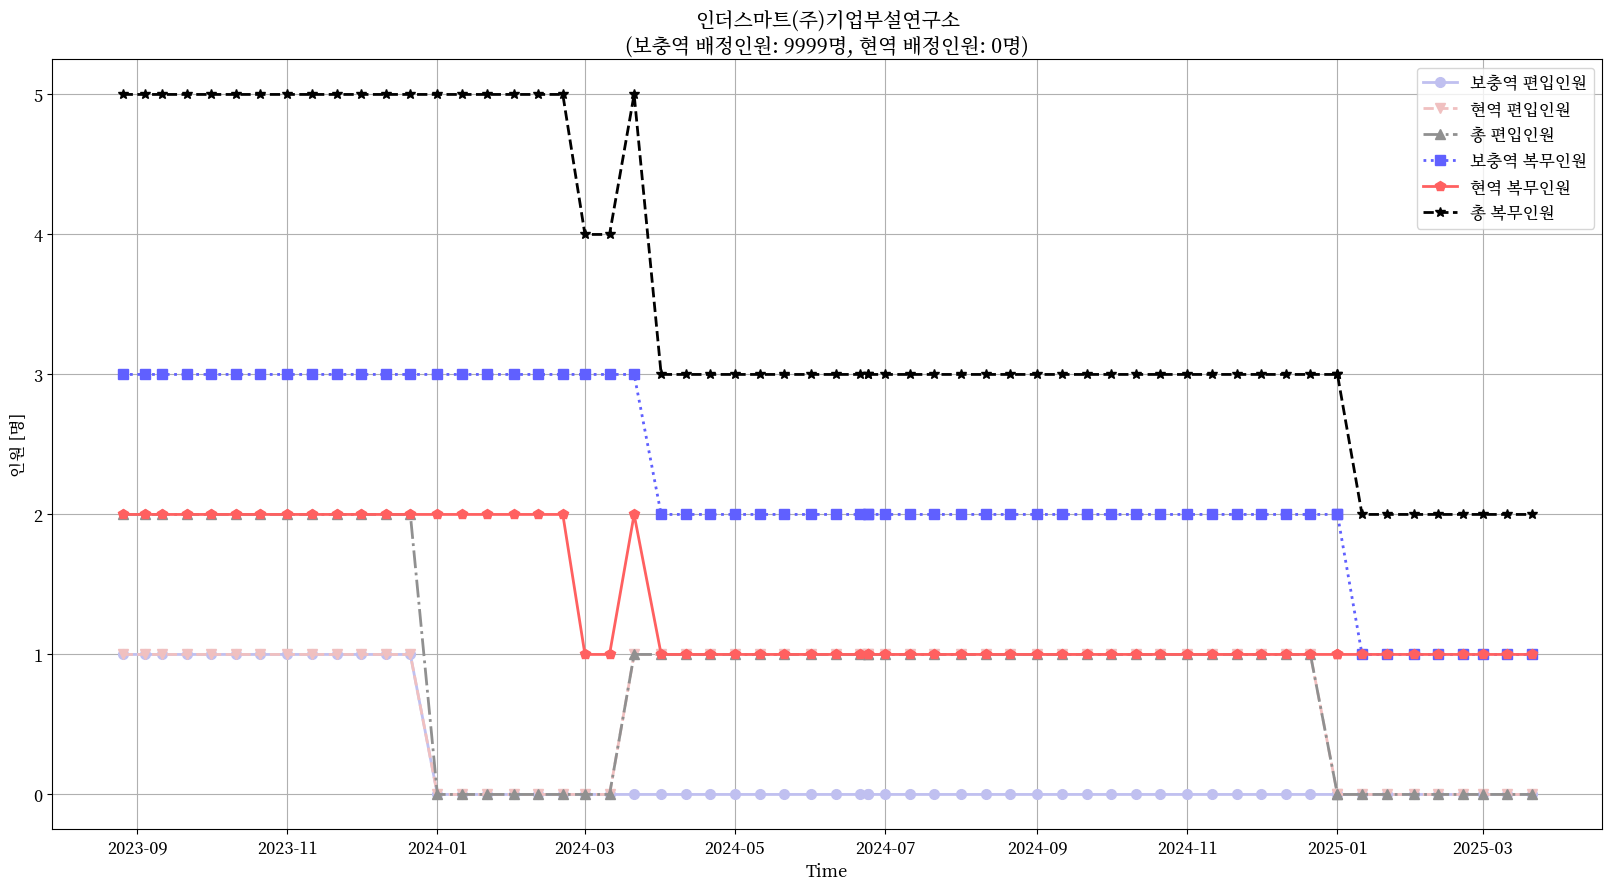 인더스마트(주)기업부설연구소
(보충역 배정인원: 9999명, 현역 배정인원: 0명)
보충역 편입인원
현역 편입인원
총 편입인원
보충역 복무인원
현역 복무인원
총 복무인원
5
4
3
2
1
0
인원 [명]
2023-09 2023-11 2024-01 2024-03 2024-05 2024-07 2024-09 2024-11 2025-01 2025-03
Time